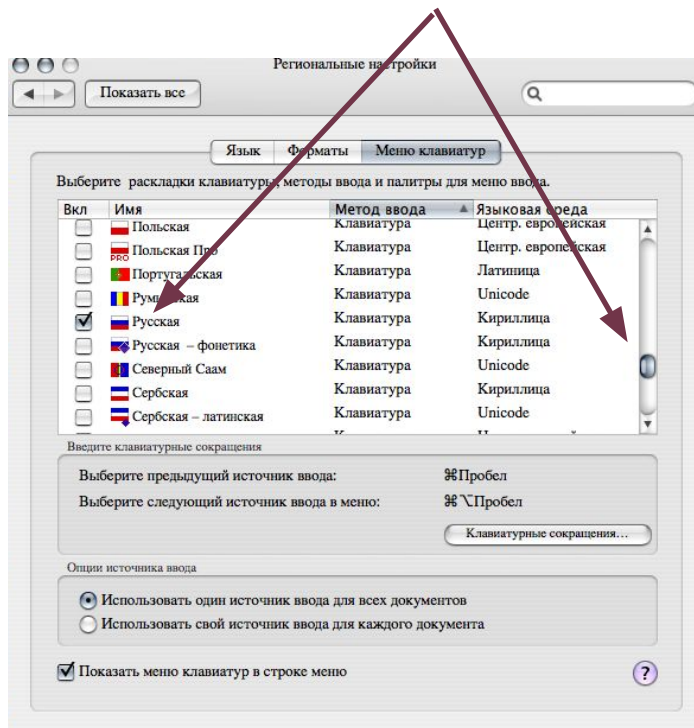 Региональные настройки
Показать все
Язык Форматы Меню клавиатур
Выберите раскладки клавиатуры, методы ввода и палитры для меню ввода.
Вкл Имя Метод ввода Языковая среда
Польская Клавиатура Центр. европейская
PRO Польская Про Клавиатура Центр. европейская
Португальская Клавиатура Латиница
Румынская Клавиатура Unicode
Русская Клавиатура Кириллица
Русская – фонетика Клавиатура Кириллица
Северный Саам Клавиатура Unicode
Сербская Клавиатура Кириллица
Сербская – латинская Клавиатура Unicode
Введите клавиатурные сокращения
Выберите предыдущий источник ввода: ⌘Пробел
Выберите следующий источник ввода в меню: ⌘⌥Пробел
Клавиатурные сокращения...
Опции источника ввода
Использовать один источник ввода для всех документов
Использовать свой источник ввода для каждого документа
Показать меню клавиатур в строке меню
?